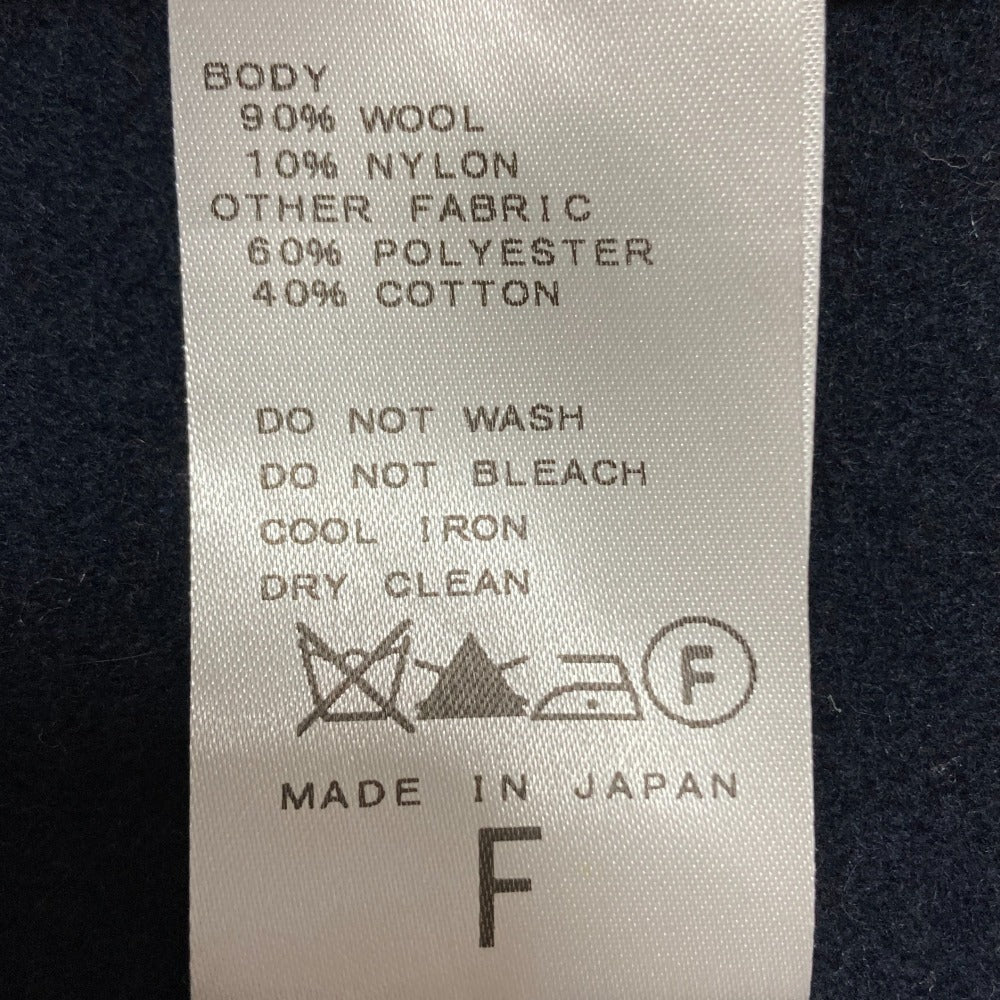 BODY
90% WOOL
10% NYLON
OTHER FABRIC
60% POLYESTER
40% COTTON
DO NOT WASH
DO NOT BLEACH
COOL IRON
DRY CLEAN
F
MADE IN JAPAN
F